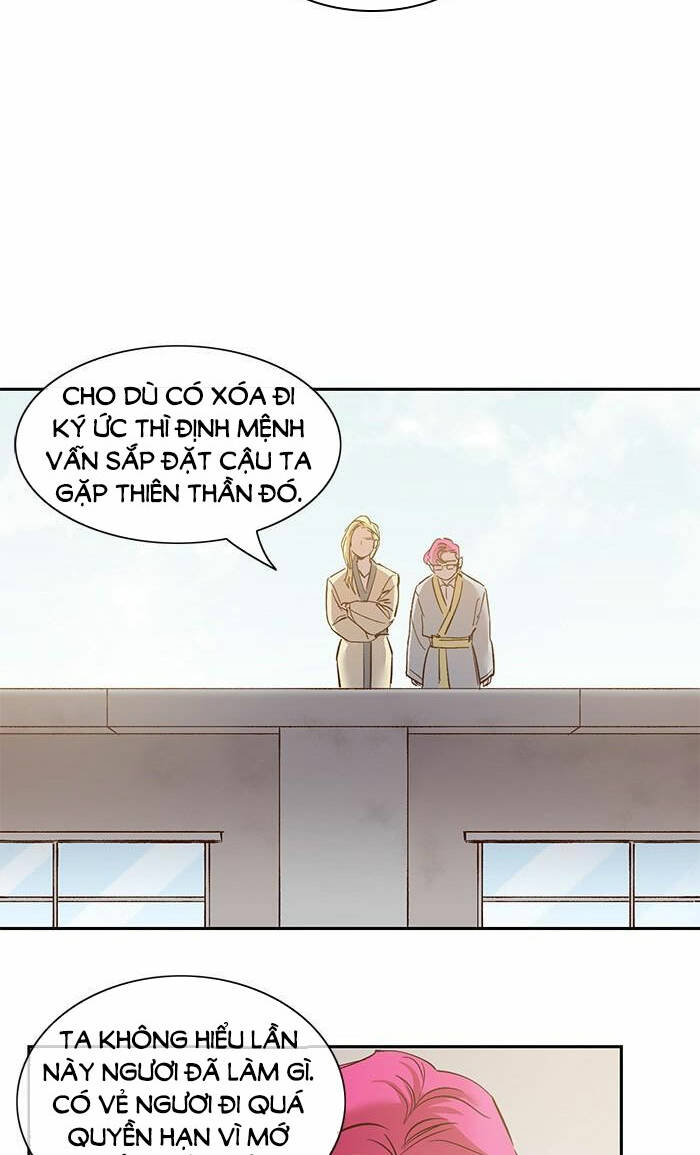 CHO DÙ CÓ XÓA ĐI
KÝ ỨC THÌ ĐỊNH MỆNH
VẪN SẮP ĐẶT CẬU TA
GẶP THIÊN THẦN ĐÓ.
TA KHÔNG HIỂU LẦN
NÀY NGƯƠI ĐÃ LÀM GÌ.
CÓ VẺ NGƯƠI ĐI QUÁ
QUYỀN HẠN VÌ MỚ